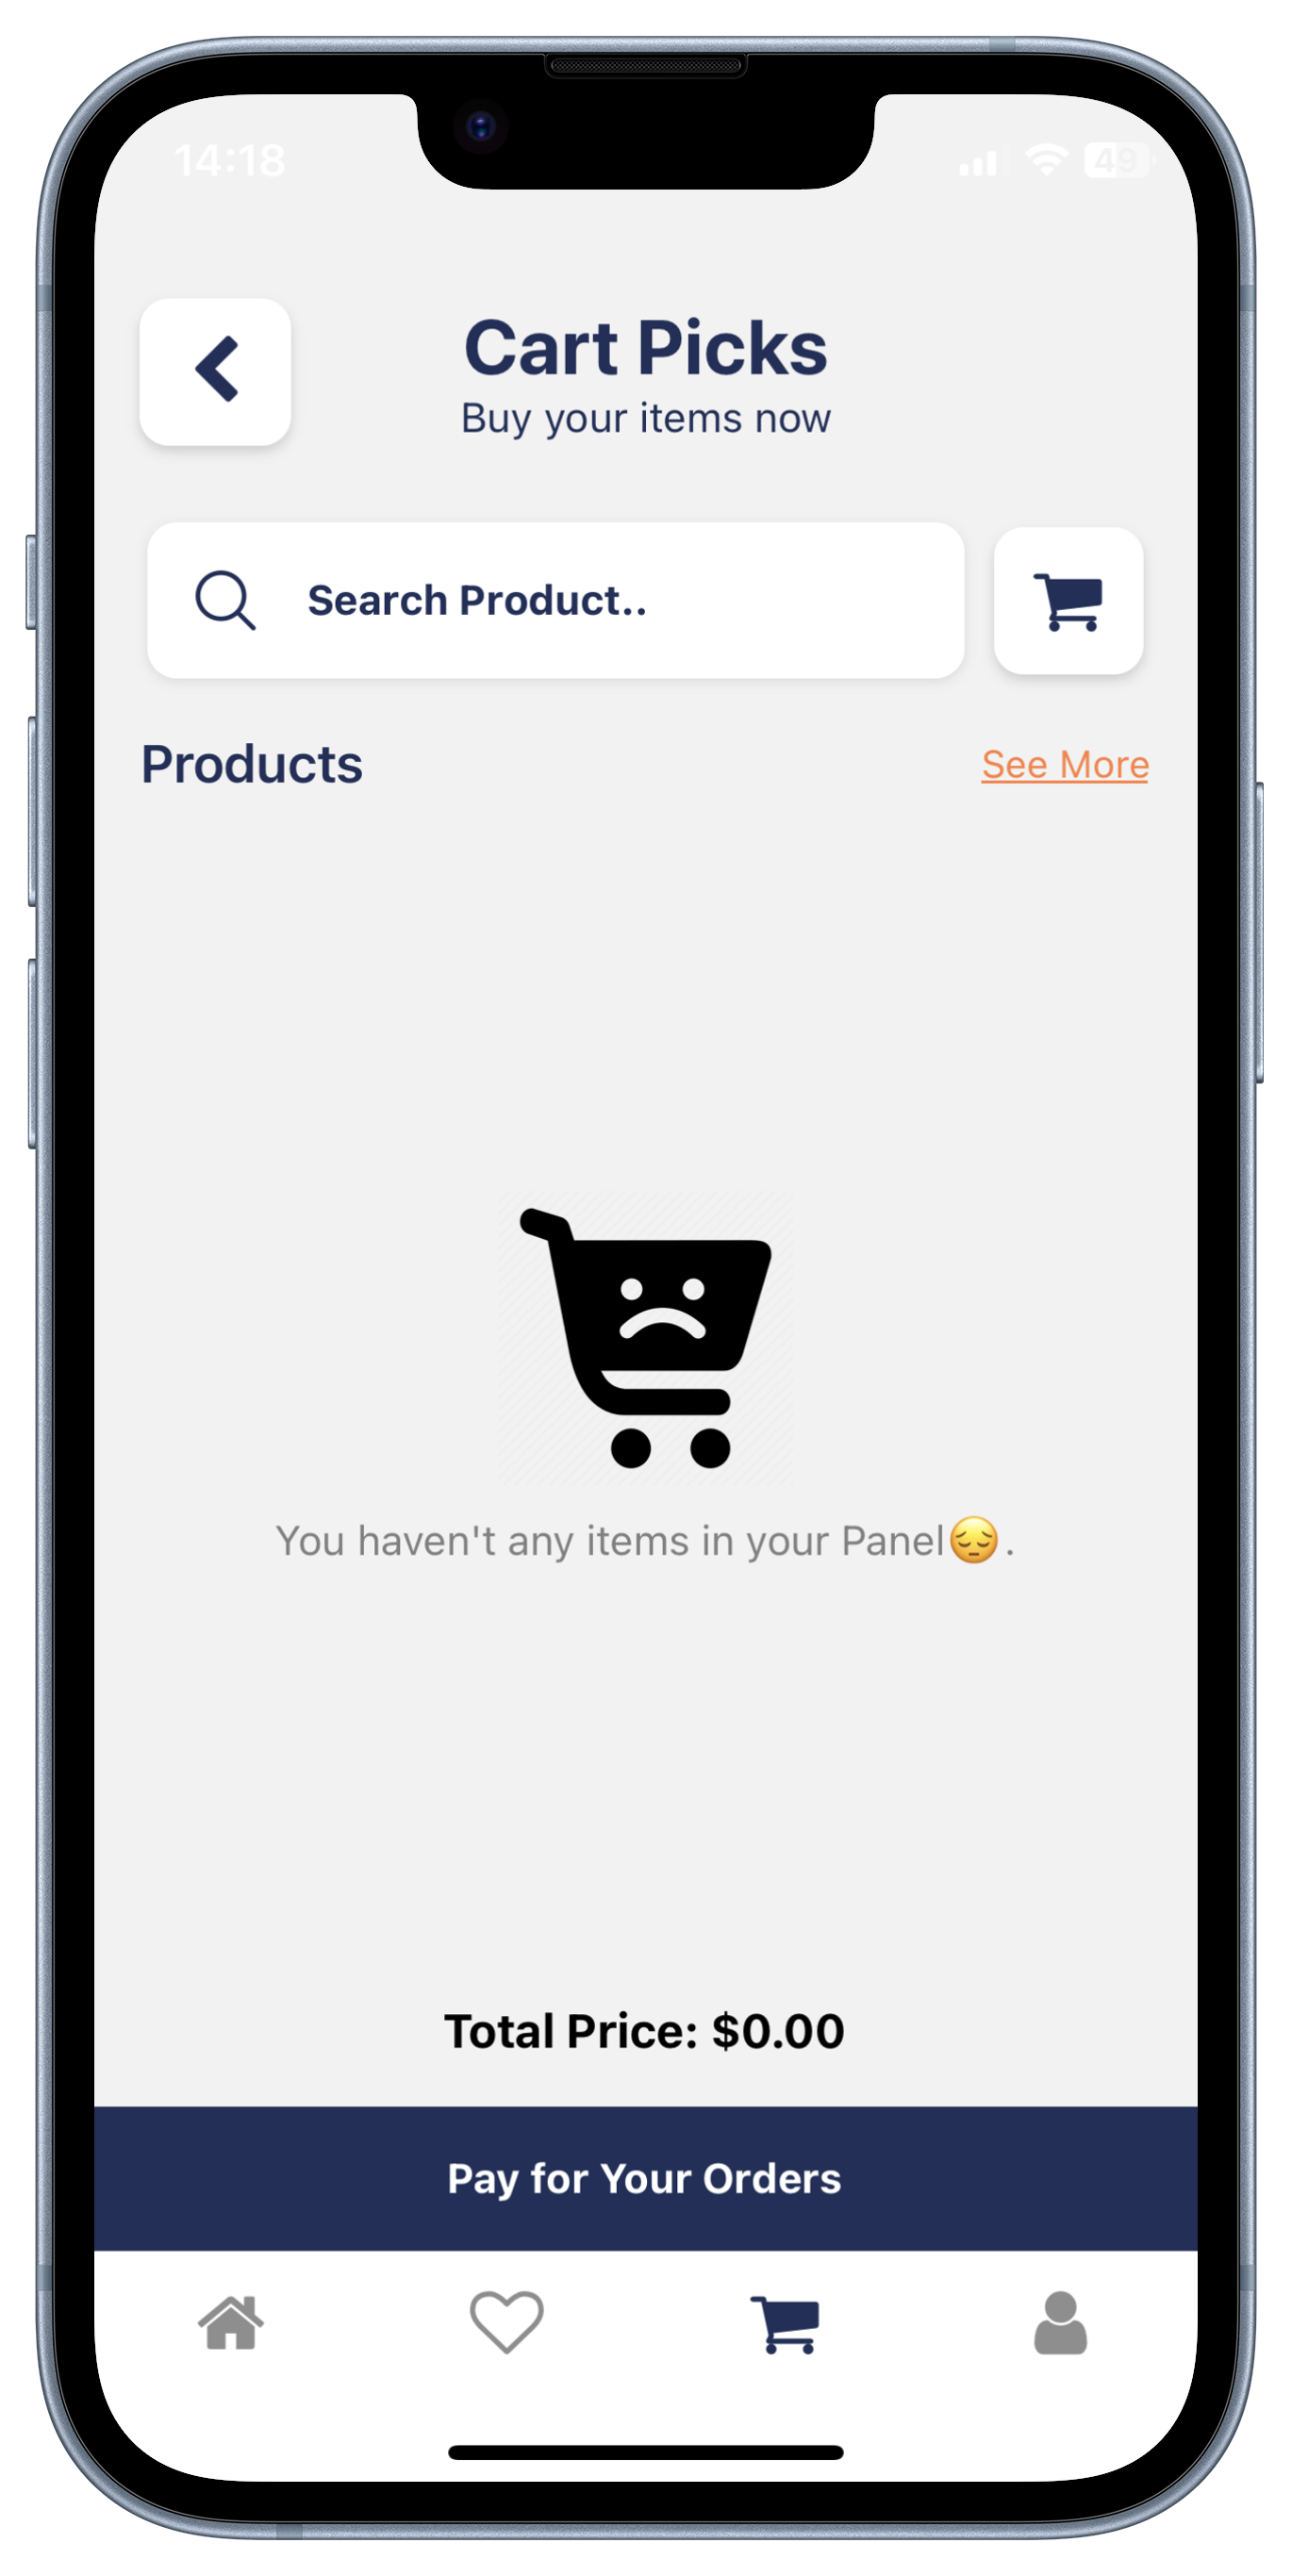 14:18
49
Cart Picks
Buy your items now
Search Product..
Products
See More
You haven't any items in your Panel😔.
Total Price: $0.00
Pay for Your Orders